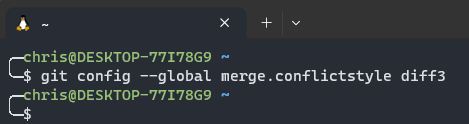 ~
chris@DESKTOP-77I78G9 ~
$ git config --global merge.conflictstyle diff3
chris@DESKTOP-77I78G9 ~
$